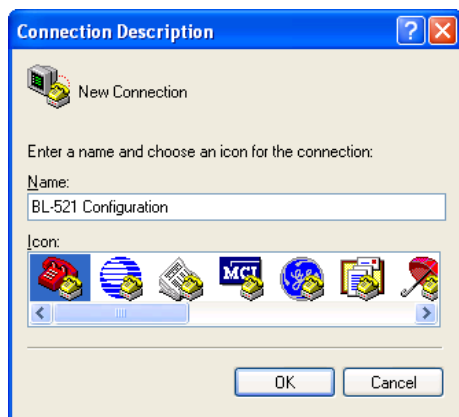 Connection Description
New Connection
Enter a name and choose an icon for the connection:
Name:
BL-521 Configuration
Icon:
MCI
OK Cancel